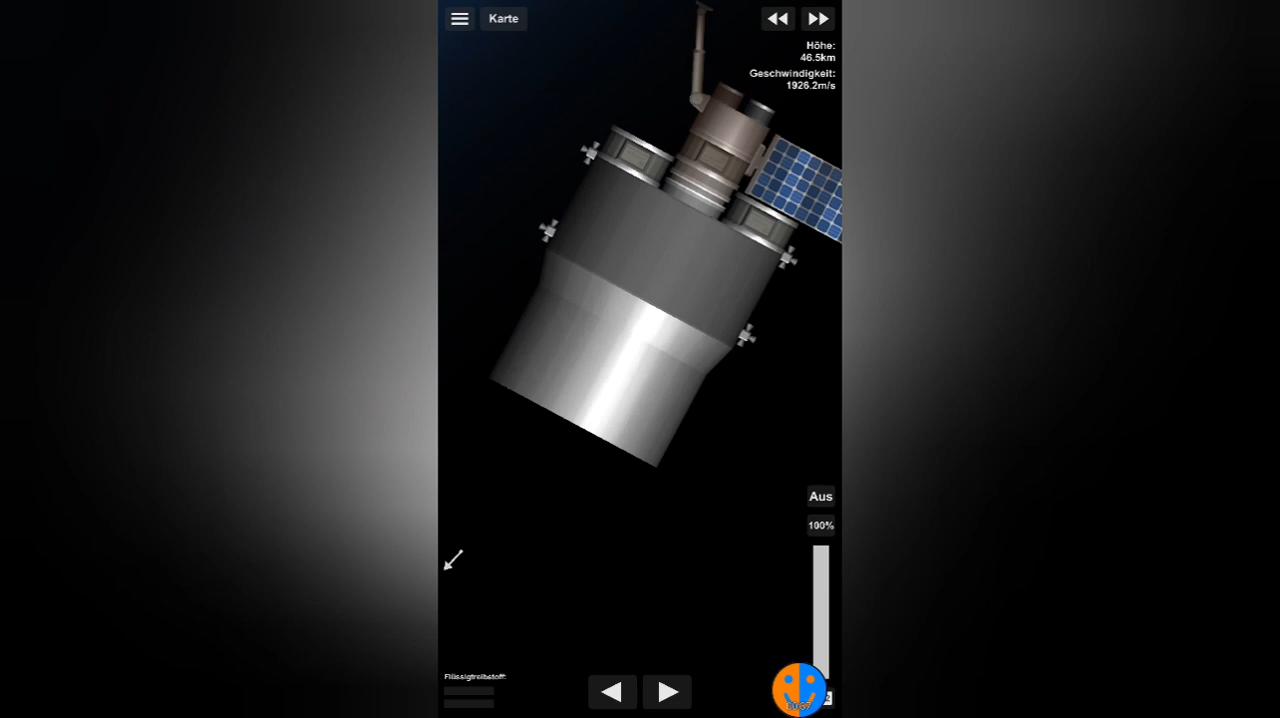 Karte
Höhe:
46.5km
Geschwindigkeit:
1926.2m/s
Aus
100%
Flüssigtreibstoff: